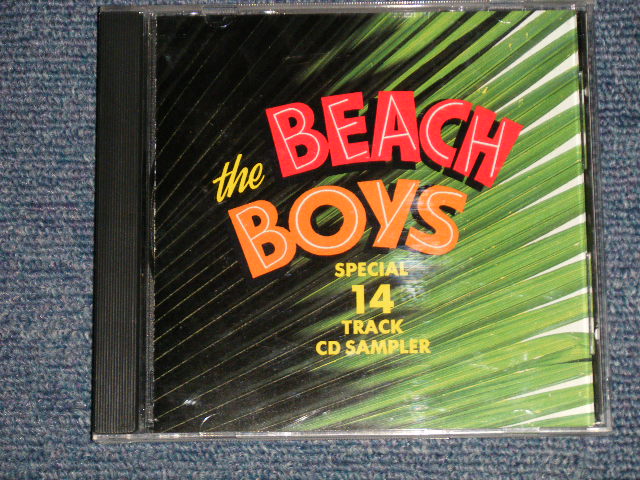 the BEACH
BOYS
SPECIAL
14
TRACK
CD SAMPLER